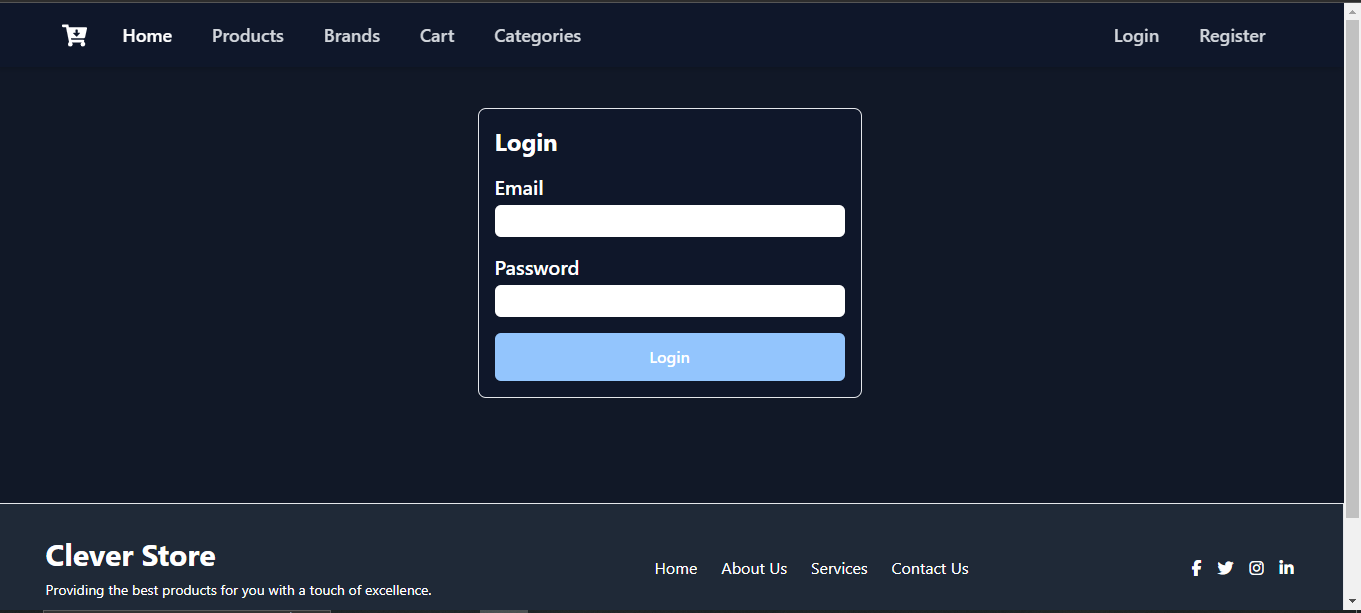 Home Products Brands Cart Categories Login Register
Login
Email
Password
Login
Clever Store
Providing the best products for you with a touch of excellence.
Home About Us Services Contact Us